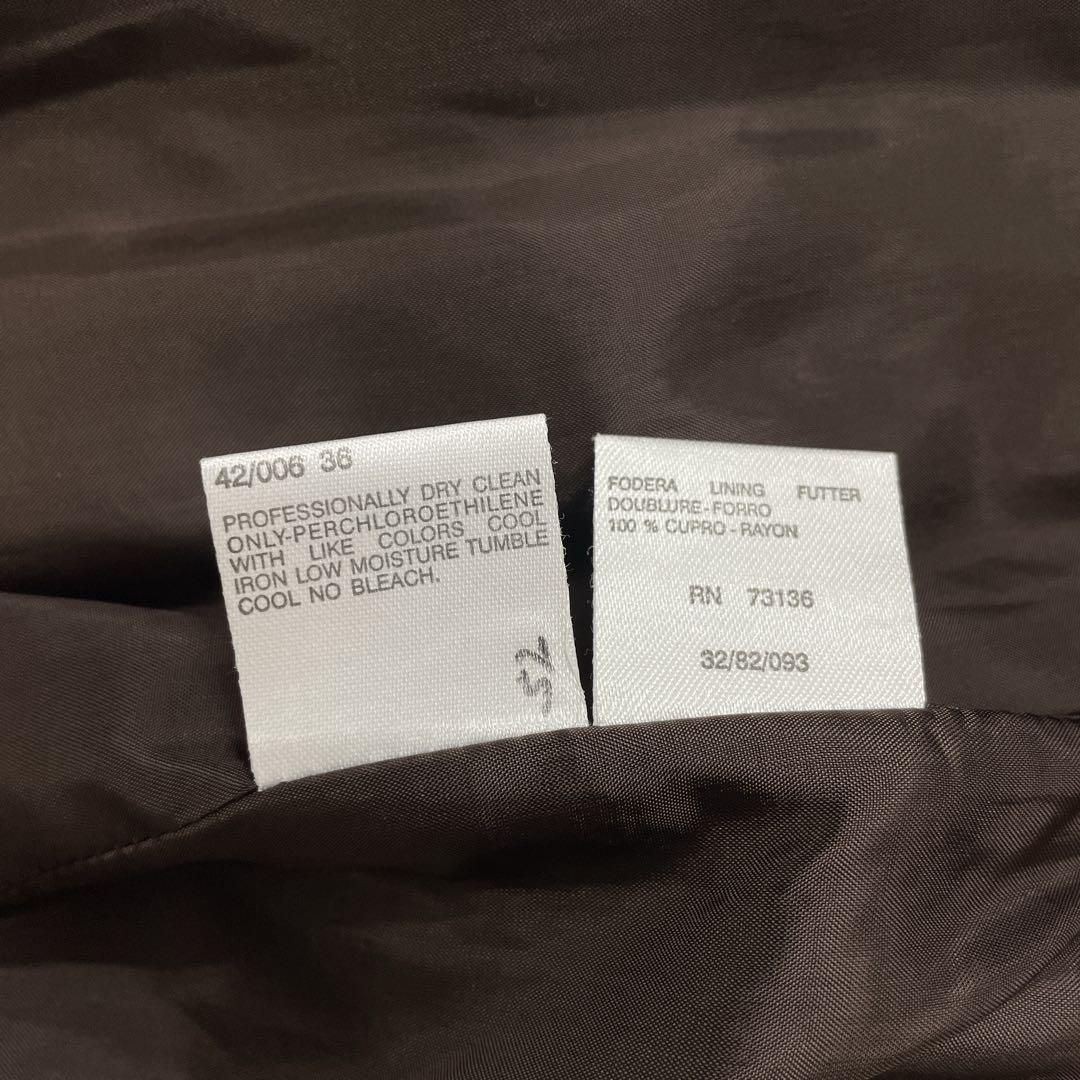 42/006 36
PROFESSIONALLY DRY CLEAN
ONLY-PERCHLOROETHILENE
WITH LIKE COLORS COOL
IRON LOW MOISTURE TUMBLE
COOL NO BLEACH.
52
FODERA LINING FUTTER
DOUBLURE-FORRO
100 % CUPRO-RAYON
RN 73136
32/82/093